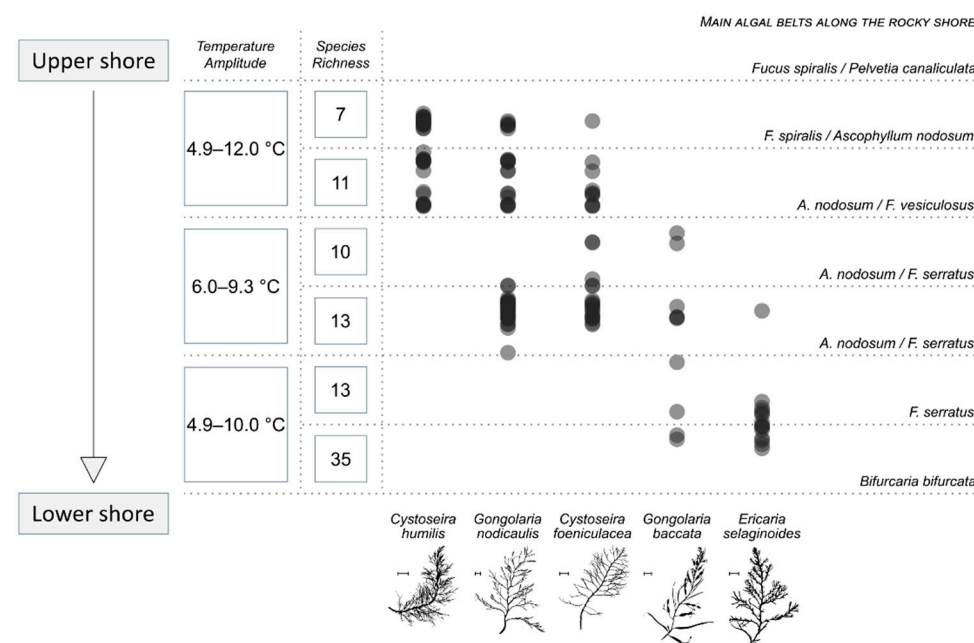 MAIN ALGAL BELTS ALONG THE ROCKY SHORE
Upper shore
Temperature
Amplitude
Species
Richness
Fucus spiralis / Pelvetia canaliculata
4.9–12.0 °C
7
F. spiralis / Ascophyllum nodosum
11
A. nodosum / F. vesiculosus
6.0–9.3 °C
10
A. nodosum / F. serratus
13
A. nodosum / F. serratus
4.9–10.0 °C
13
F. serratus
35
Bifurcaria bifurcata
Lower shore
Cystoseira
humilis
Gongolaria
nodicaulis
Cystoseira
foeniculacea
Gongolaria
baccata
Ericaria
selaginoides